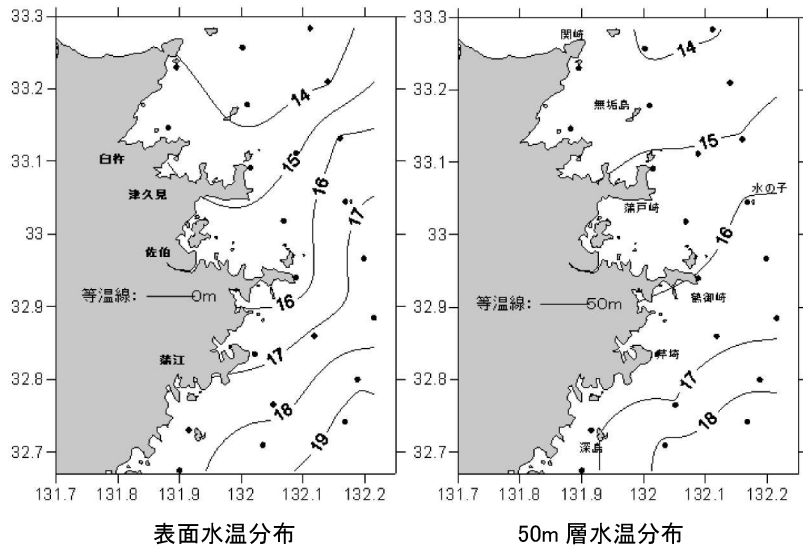 33.3
33.2
33.1
33
32.9
32.8
32.7
131.7 131.8 131.9 132 132.1 132.2
臼杵
津久見
佐伯
蒲江
等温線: 0m
14
15
16
17
16
17
18
19
表面水温分布
33.3
33.2
33.1
33
32.9
32.8
32.7
131.7 131.8 131.9 132 132.1 132.2
関崎
無垢島
蒲戸崎
水の子
鶴御崎
深島
等温線: 50m
14
15
16
17
18
50m 層水温分布